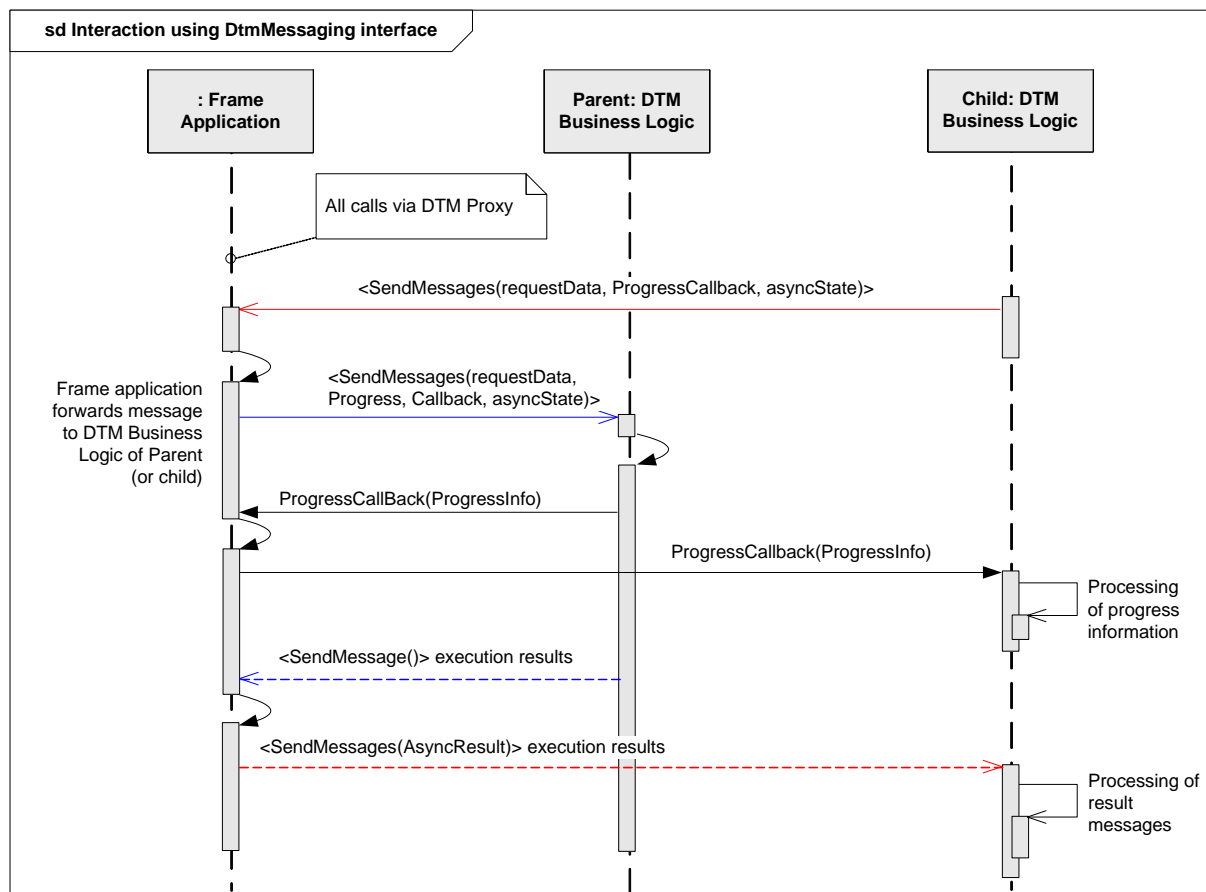 sd Interaction using DtmMessaging interface
: Frame
Application
Parent: DTM
Business Logic
Child: DTM
Business Logic
All calls via DTM Proxy
<SendMessages(requestData, ProgressCallback, asyncState)>
Frame application
forwards message
to DTM Business
Logic of Parent
(or child)
<SendMessages(requestData,
Progress, Callback, asyncState)>
ProgressCallBack(ProgressInfo)
ProgressCallback(ProgressInfo)
Processing
of progress
information
<SendMessage()> execution results
<SendMessages(AsyncResult)> execution results
Processing of
result
messages